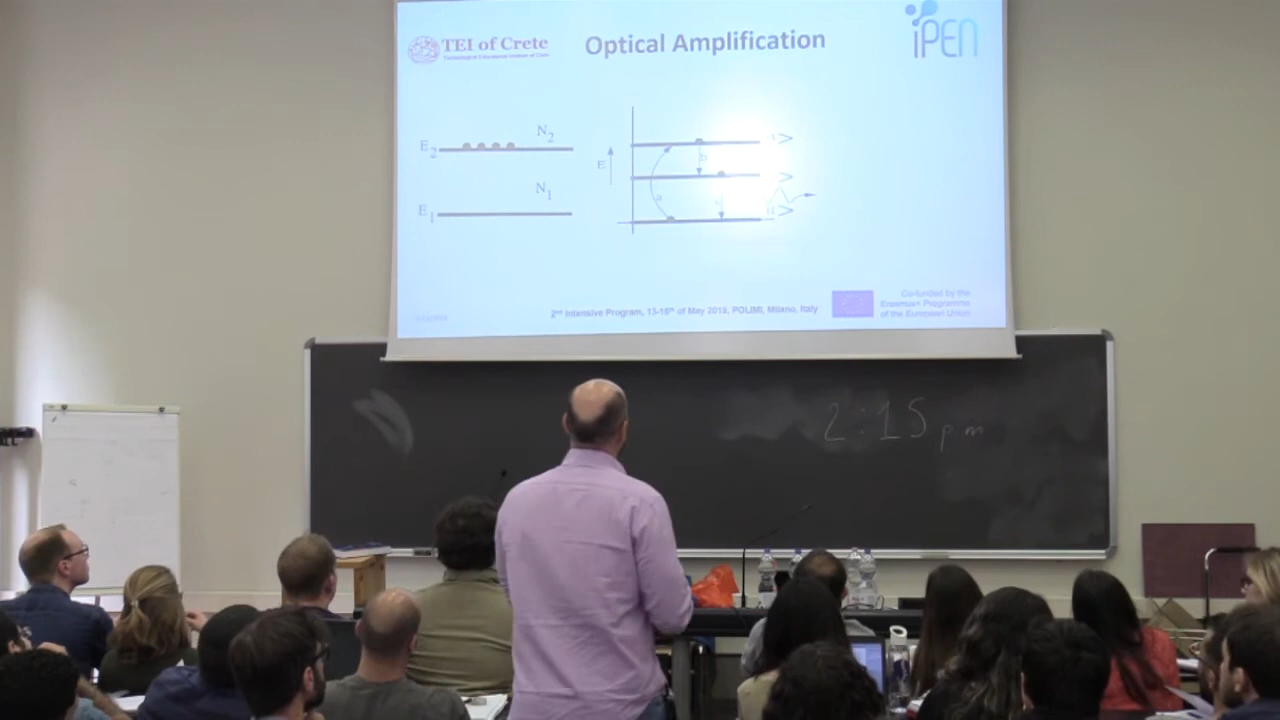 TEI of Crete
Optical Amplification
iPEN
E2
N2
E1
N1
E
a
b
2nd Intensive Program, 13-16th of May 2019, POLIMI, Milano, Italy
Co-funded by the
Erasmus+ Programme
of the European Union
2:15 pm